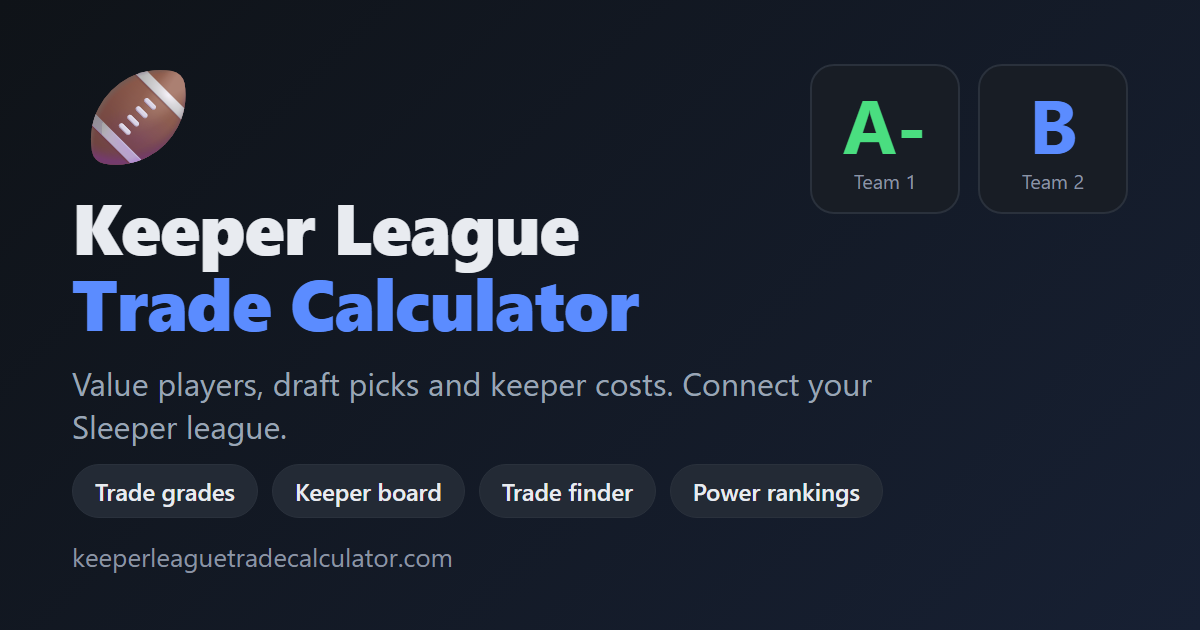 A-
Team 1
B
Team 2
Keeper League
Trade Calculator
Value players, draft picks and keeper costs. Connect your
Sleeper league.
Trade grades
Keeper board
Trade finder
Power rankings
keeperleaguetradecalculator.com